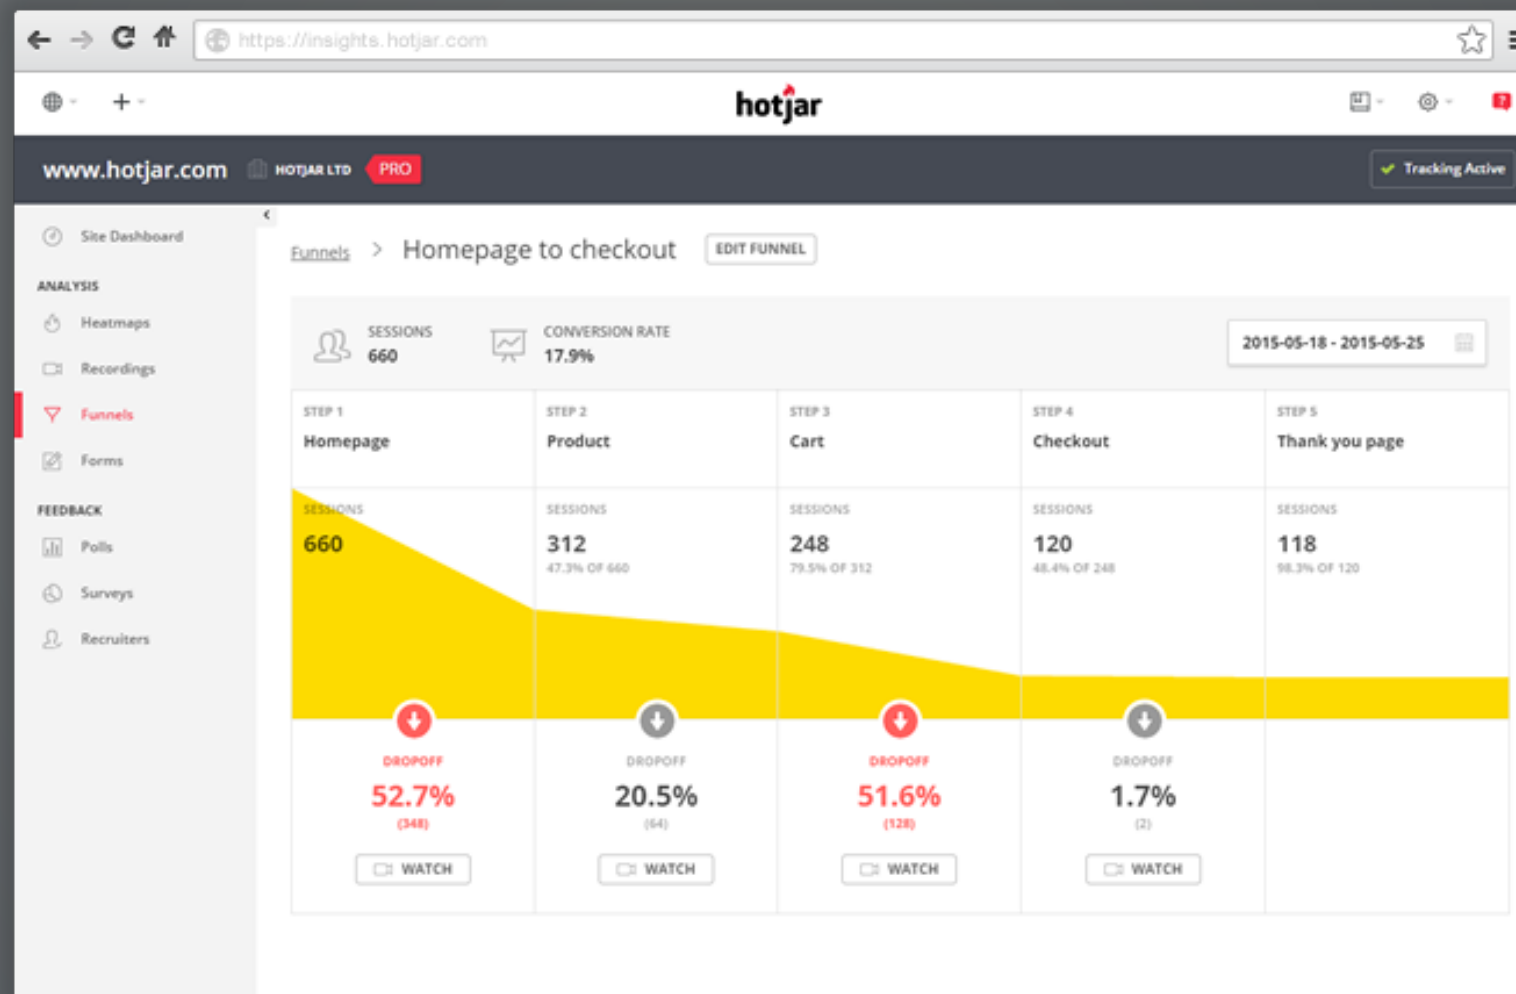 https://insights.hotjar.com
hotjar
?
www.hotjar.com HOTJAR LTD PRO
Tracking Active
Site Dashboard
ANALYSIS
Heatmaps
Recordings
Funnels
Forms
FEEDBACK
Polls
Surveys
Recruiters
Funnels > Homepage to checkout EDIT FUNNEL
SESSIONS
660
CONVERSION RATE
17.9%
2015-05-18 - 2015-05-25
STEP 1
Homepage
SESSIONS
660
DROPOFF
52.7%
(348)
WATCH
STEP 2
Product
SESSIONS
312
47.3% OF 660
DROPOFF
20.5%
(64)
WATCH
STEP 3
Cart
SESSIONS
248
79.5% OF 312
DROPOFF
51.6%
(128)
WATCH
STEP 4
Checkout
SESSIONS
120
48.4% OF 248
DROPOFF
1.7%
(2)
WATCH
STEP 5
Thank you page
SESSIONS
118
98.3% OF 120